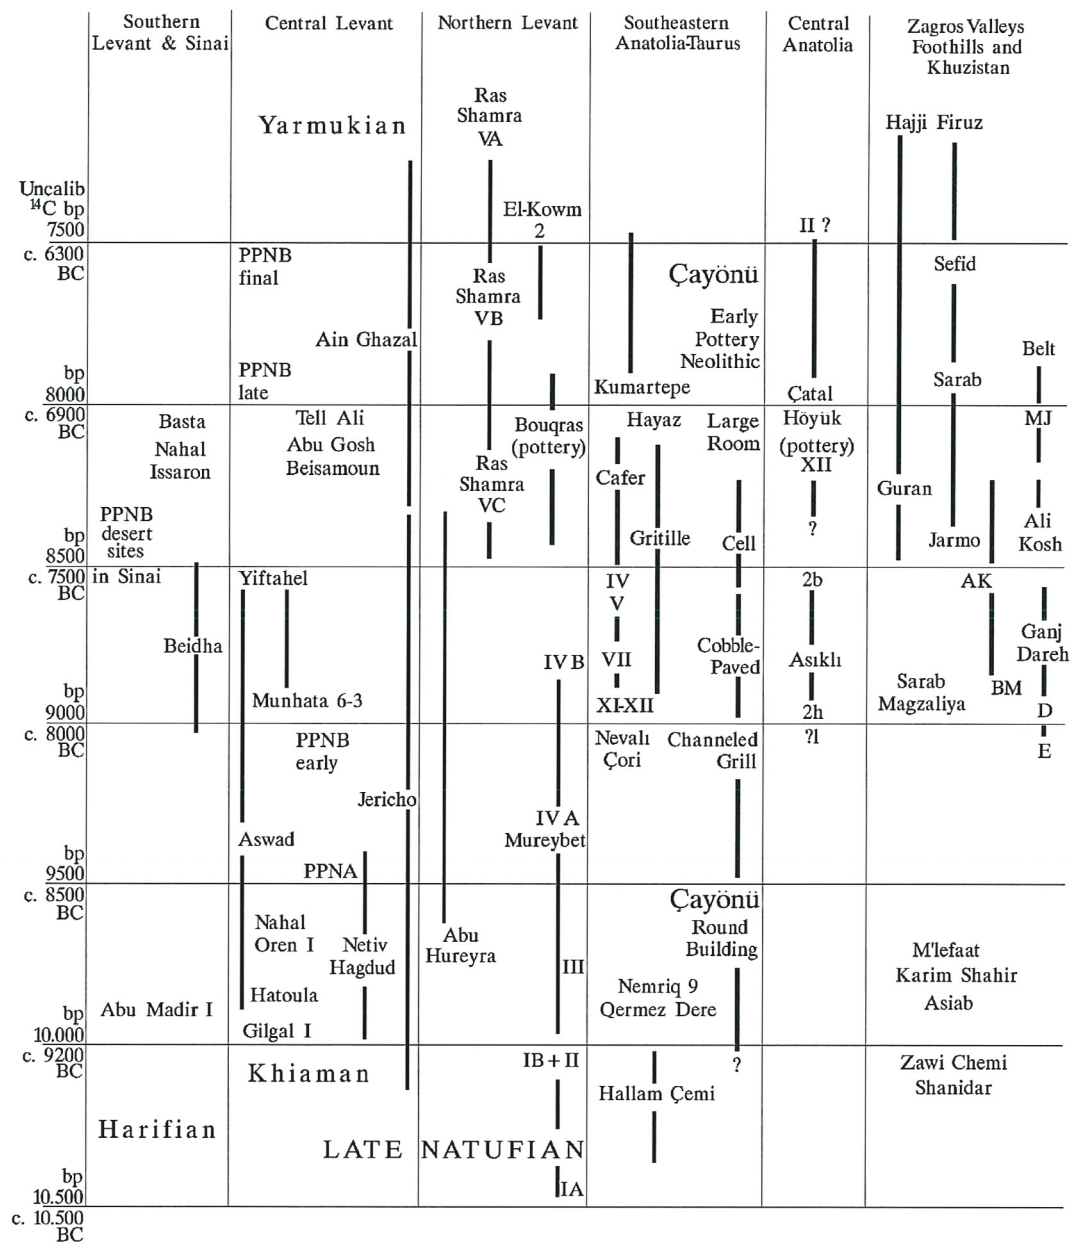 Southern
Levant & Sinai
Central Levant
Northern Levant
Southeastern
Anatolia-Taurus
Central
Anatolia
Zagros Valleys
Foothills and
Khuzistan
Yarmukian
Ras
Shamra
VA
Hajji Firuz
Uncalib
¹⁴C bp
7500
El-Kowm
2
II ?
c. 6300
BC
PPNB
final
Ras
Shamra
VB
Çayönü
Early
Pottery
Neolithic
Sefid
Ain Ghazal
Belt
bp
8000
PPNB
late
Kumartepe
Çatal
Sarab
c. 6900
BC
Basta
Nahal
Issaron
Tell Ali
Abu Gosh
Beisamoun
Bouqras
(pottery)
Hayaz
Large
Room
Höyük
(pottery)
XII
MJ
Ras
Shamra
VC
Cafer
Guran
PPNB
desert
sites
bp
8500
Gritille
Cell
?
Jarmo
Ali
Kosh
c. 7500
BC
in Sinai
Yiftahel
IV
V
2b
AK
Beidha
IV B
VII
Cobble-
Paved
Asıklı
Ganj
Dareh
bp
9000
Munhata 6-3
XI-XII
2h
Sarab
Magzaliya
BM
D
c. 8000
BC
PPNB
early
Nevalı
Çori
Channeled
Grill
?1
E
Jericho
Aswad
IV A
Mureybet
bp
9500
PPNA
c. 8500
BC
Çayönü
Round
Building
Nahal
Oren I
Netiv
Hagdud
Abu
Hureyra
III
M'lefaat
Karim Shahir
Asiab
Abu Madir I
Hatoula
Gilgal I
Nemriq 9
Qermez Dere
bp
10.000
c. 9200
BC
Khiaman
IB + II
?
Hallam Çemi
Zawi Chemi
Shanidar
Harifian
LATE NATUFIAN
bp
10.500
IA
c. 10.500
BC